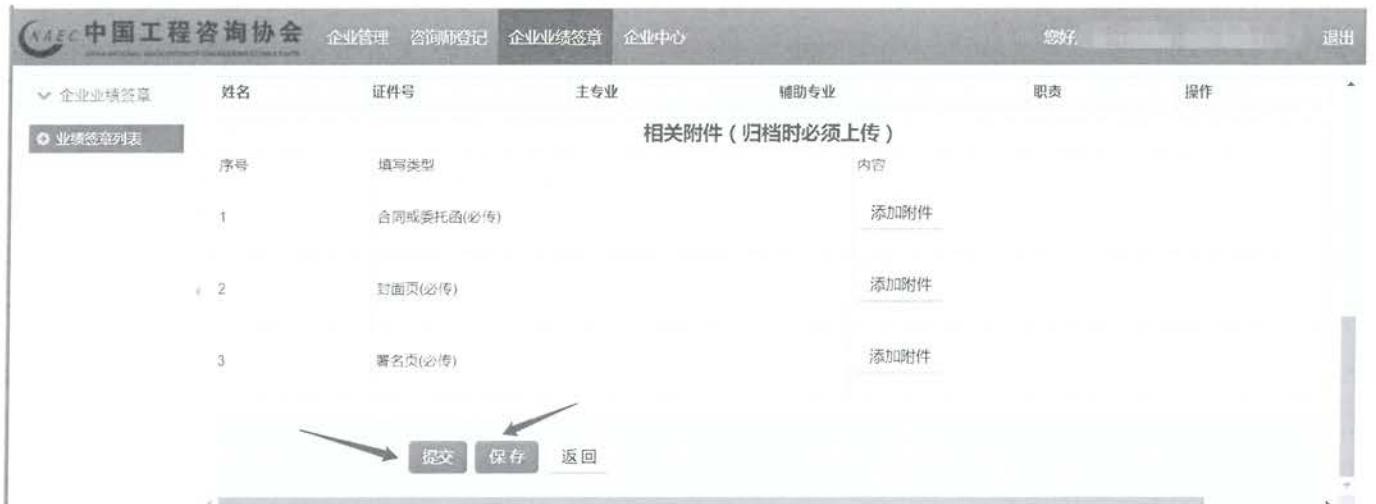 CNAEC 中国工程咨询协会 企业管理 咨询师登记 企业业绩签章 企业中心 您好, 退出
企业业绩签章 姓名 证件号 主专业 辅助专业 职责 操作
业绩签章列表 相关附件(归档时必须上传)
序号 填写类型 内容
1 合同或委托函(必传) 添加附件
2 封面页(必传) 添加附件
3 署名页(必传) 添加附件
提交 保存 返回